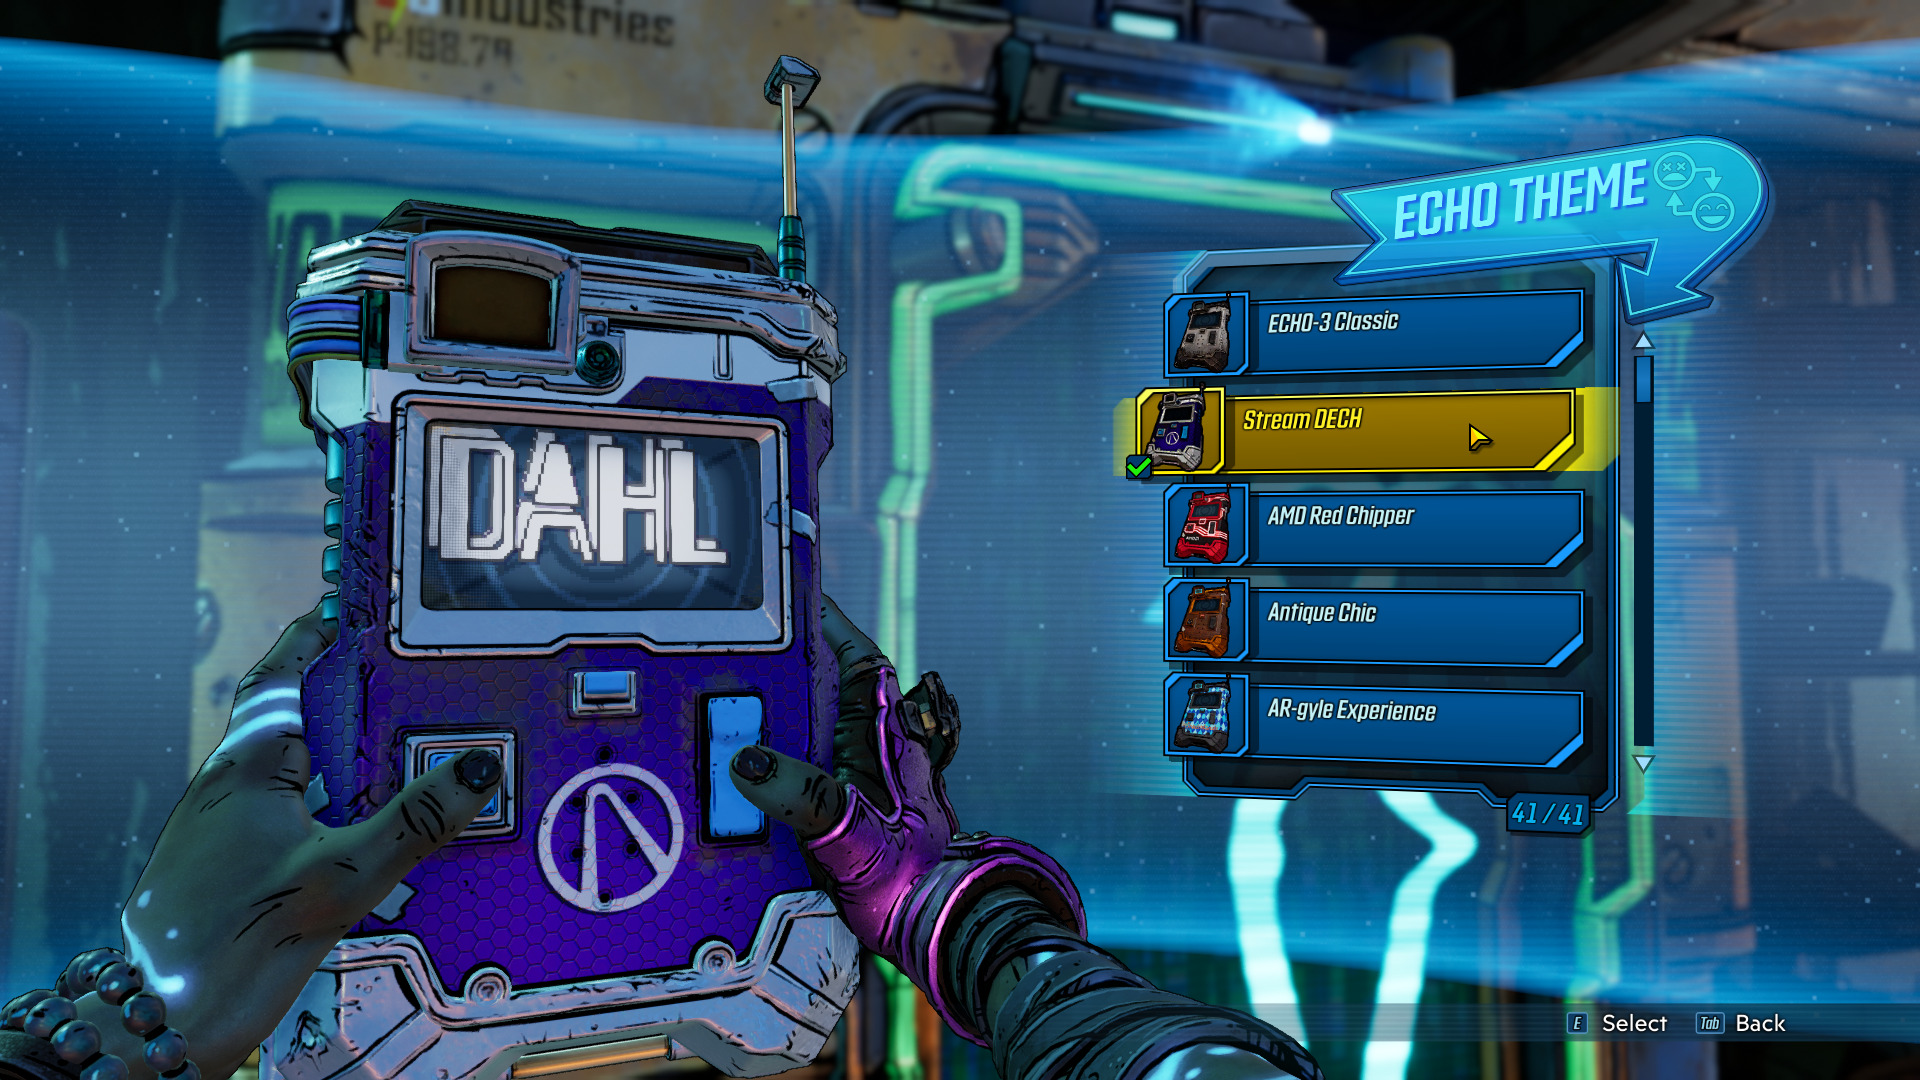 P-198.79
DAHL
ECHO THEME
ECHO-3 Classic
Stream DECH
AMD Red Chipper
Antique Chic
AR-gyle Experience
41/41
E Select Tab Back